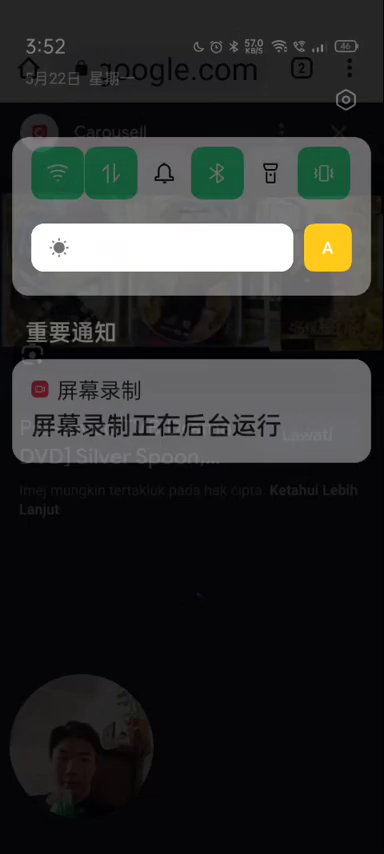 3:52
57.0
KB/S
46
google.com
2
5月22日 星期一
Carousell
A
重要通知
屏幕录制
屏幕录制正在后台运行
Lawati
DVD] Silver Spoon,...
Imej mungkin tertakluk pada hak cipta. Ketahui Lebih
Lanjut